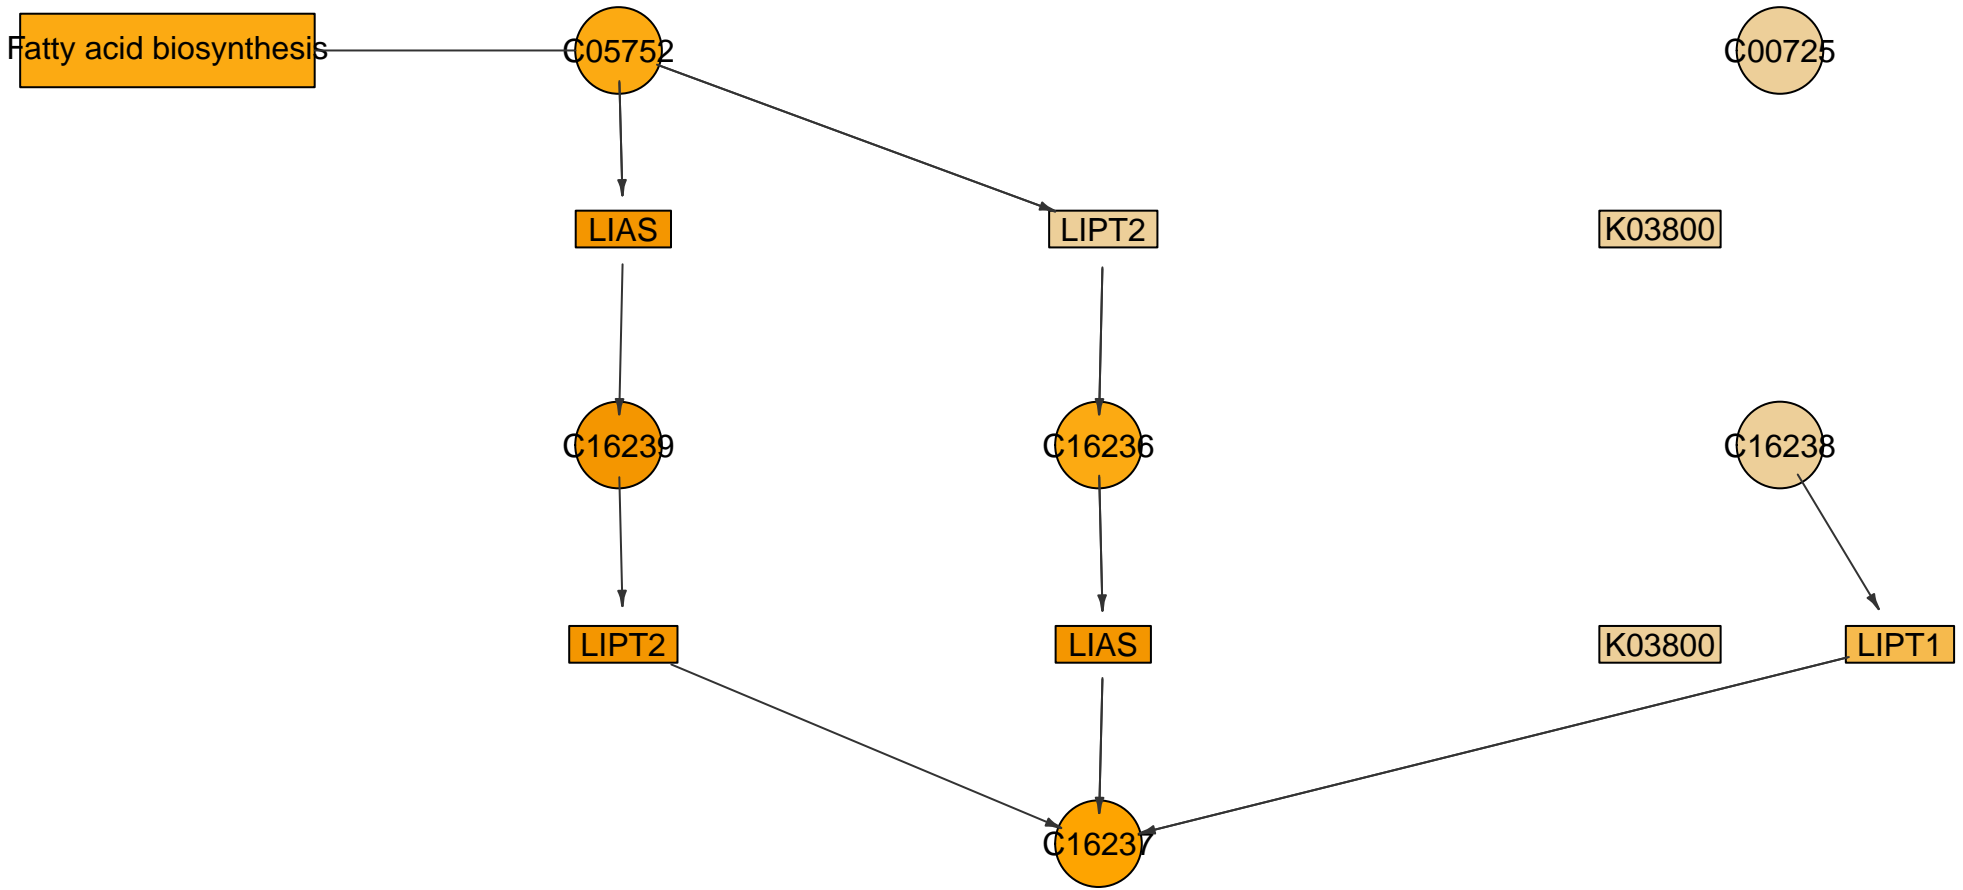 Fatty acid biosynthesis
C05752
C00725
LIAS
LIPT2
K03800
C16239
C16236
C16238
LIPT2
LIAS
K03800
LIPT1
C16237